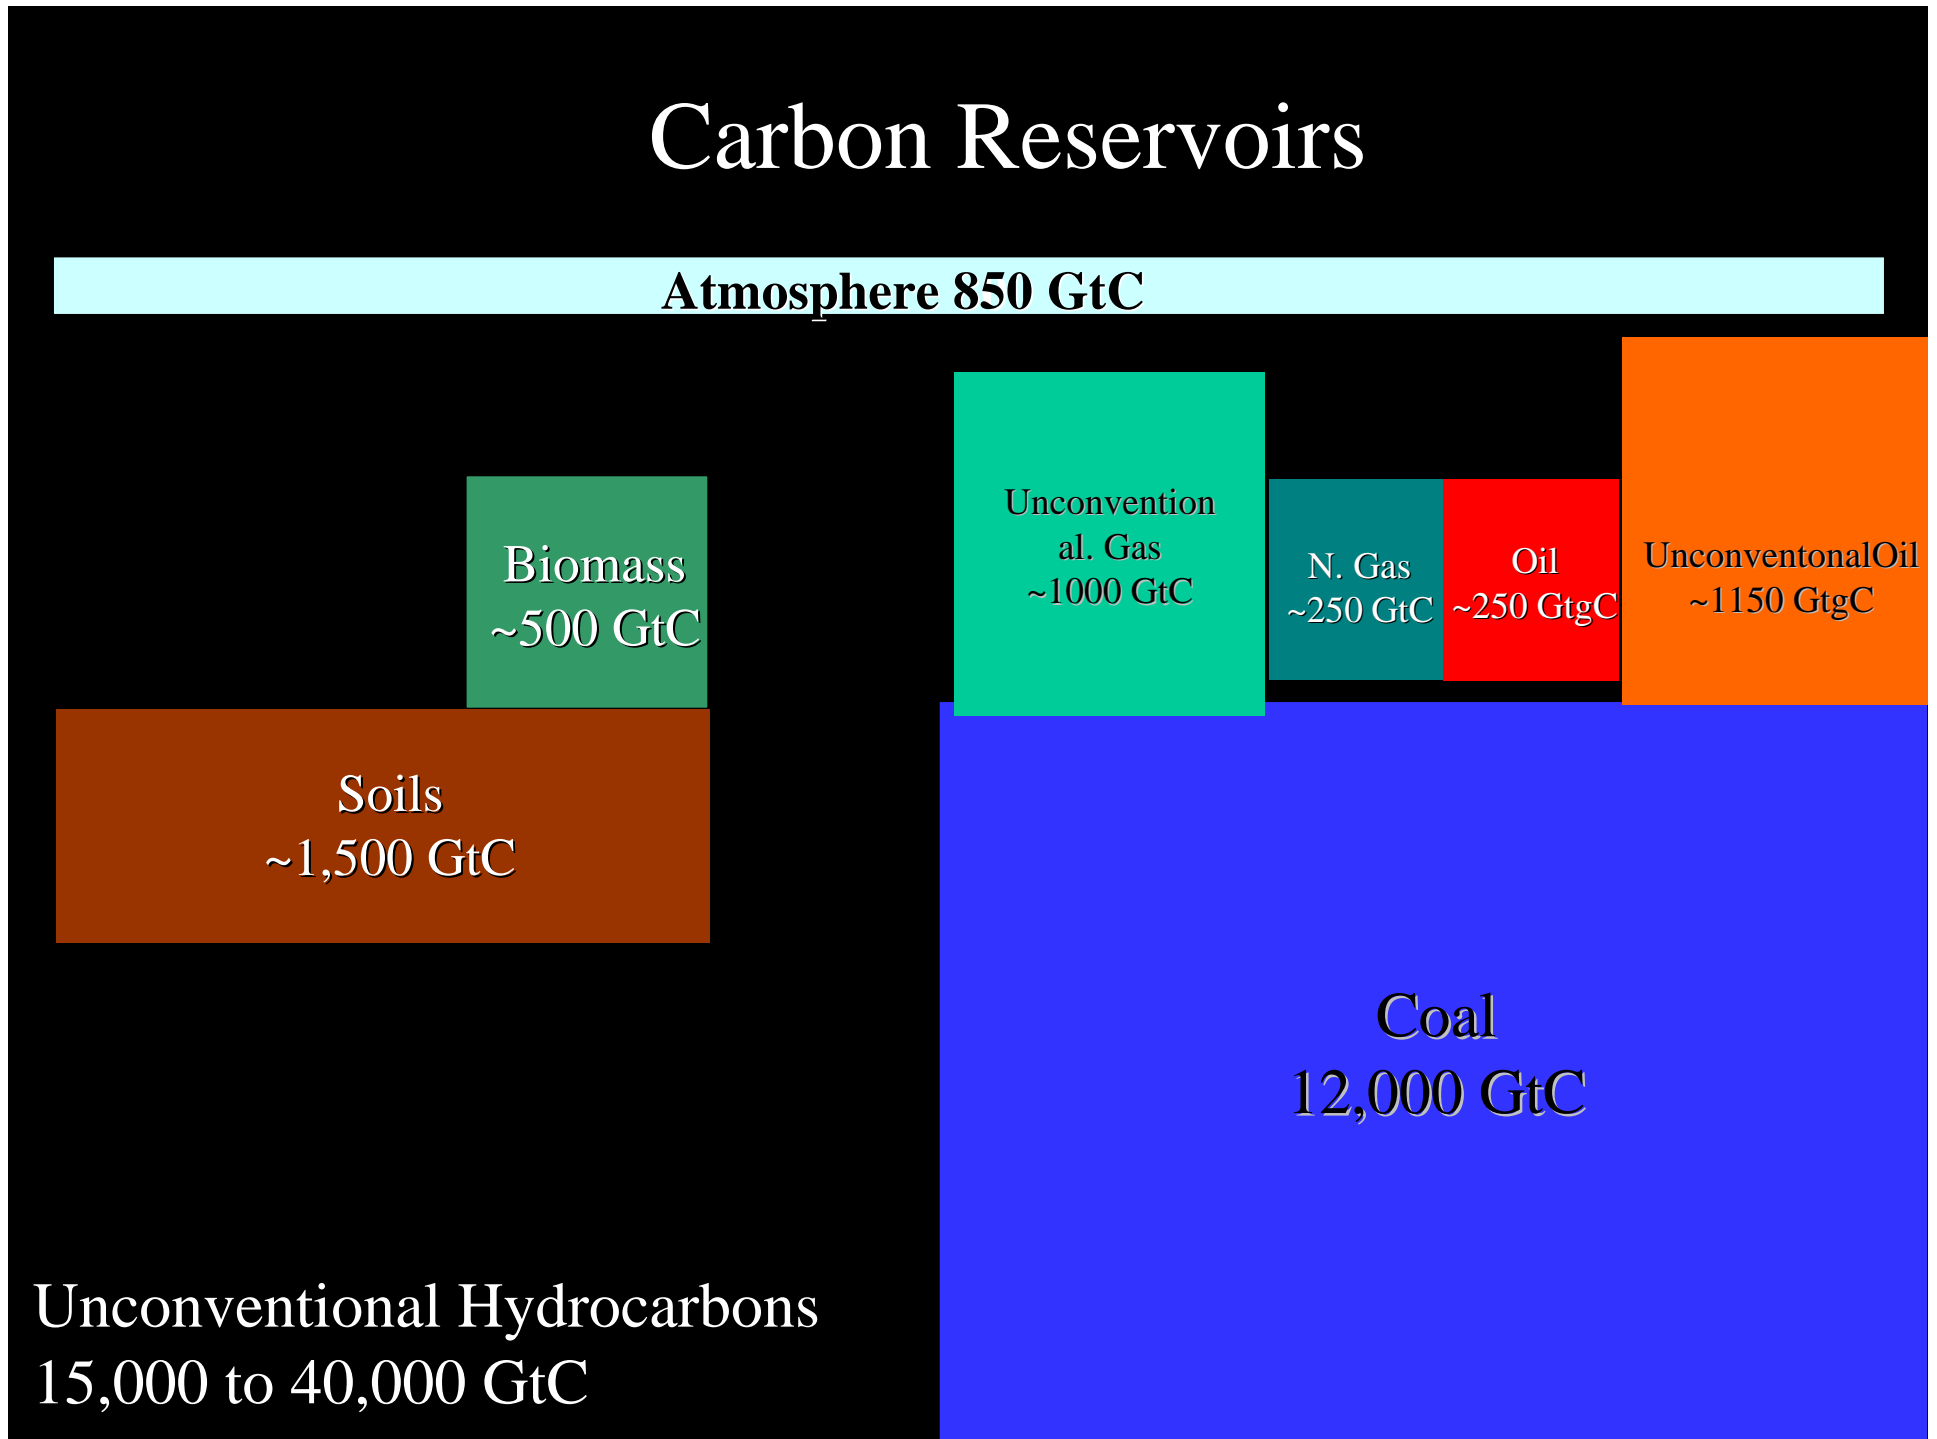 Carbon Reservoirs
Atmosphere 850 GtC
Biomass
~500 GtC
Soils
~1,500 GtC
Unconvention
al. Gas
~1000 GtC
N. Gas
~250 GtC
Oil
~250 GtgC
UnconventonalOil
~1150 GtgC
Coal
12,000 GtC
Unconventional Hydrocarbons
15,000 to 40,000 GtC